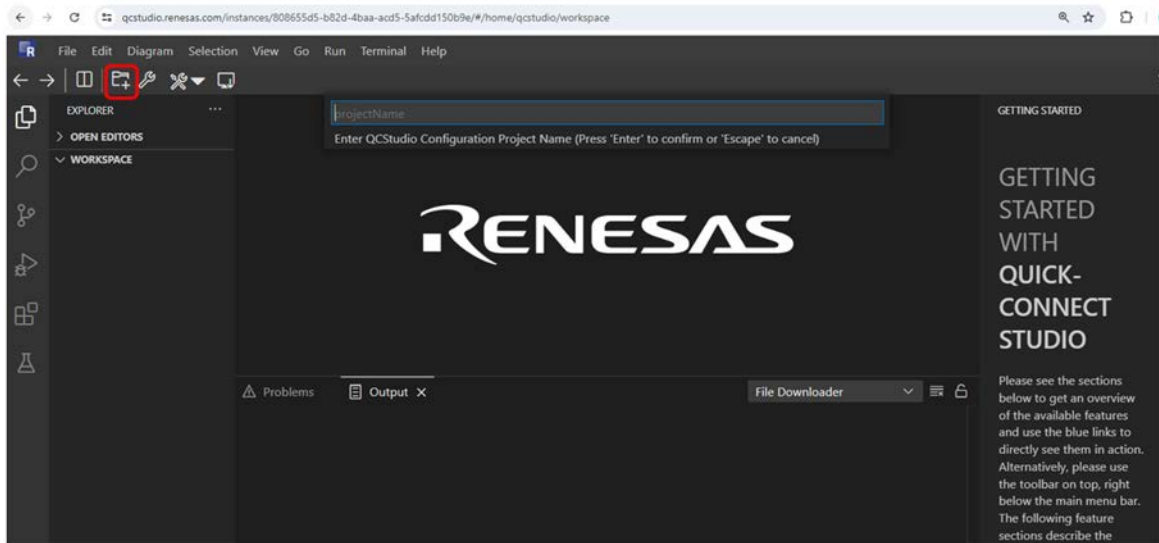 qcstudio.renesas.com/instances/808655d5-b82d-4baa-acd5-5afcdd150b9e/#/home/qcstudio/workspace
R File Edit Diagram Selection View Go Run Terminal Help
EXPLORER ...
OPEN EDITORS
WORKSPACE
projectName
Enter QCStudio Configuration Project Name (Press 'Enter' to confirm or 'Escape' to cancel)
RENESAS
Problems Output File Downloader
GETTING STARTED
GETTING
STARTED
WITH
QUICK-
CONNECT
STUDIO
Please see the sections
below to get an overview
of the available features
and use the blue links to
directly see them in action.
Alternatively, please use
the toolbar on top, right
below the main menu bar.
The following feature
sections describe the